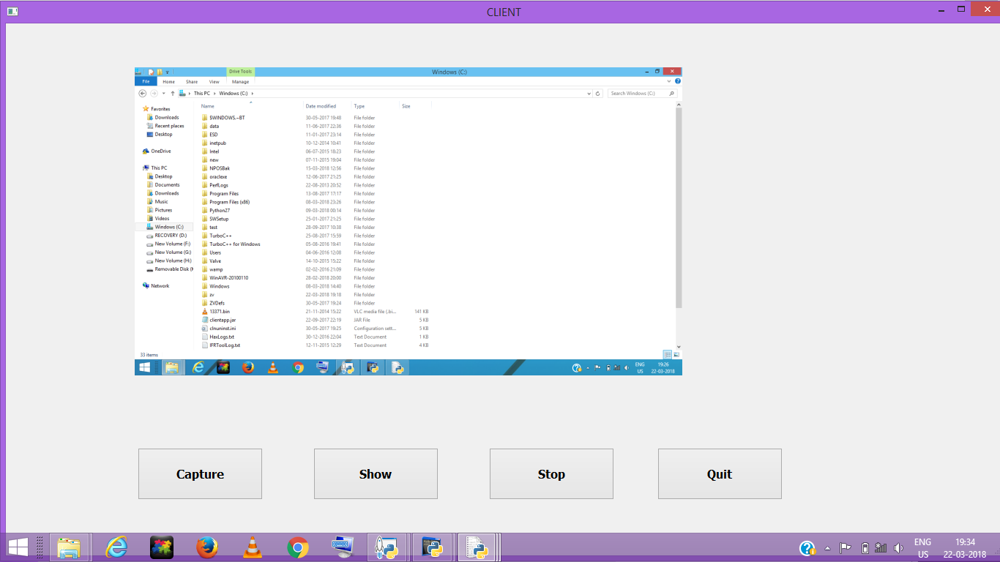 CLIENT
Drive Tools
Windows (C:)
File Home Share View Manage
This PC Windows (C:)
Search Windows (C:)
Name Date modified Type Size
Favorites
Downloads
Recent places
Desktop
OneDrive
This PC
Desktop
Documents
Downloads
Music
Pictures
Videos
Windows (C:)
RECOVERY (D:)
New Volume (F:)
New Volume (G:)
New Volume (H:)
Removable Disk (
Network
$WINDOWS.~BT 30-05-2017 19:48 File folder
data 11-06-2017 22:36 File folder
ESD 11-01-2017 23:14 File folder
inetpub 10-12-2014 10:41 File folder
Intel 06-07-2015 18:23 File folder
new 07-11-2015 19:04 File folder
NPOSBak 15-03-2018 12:56 File folder
oraclexe 12-06-2017 21:25 File folder
PerfLogs 22-08-2013 20:52 File folder
Program Files 13-08-2017 17:17 File folder
Program Files (x86) 08-03-2018 23:26 File folder
Python27 09-03-2018 00:14 File folder
SWSetup 25-01-2017 21:25 File folder
test 28-09-2017 10:38 File folder
TurboC++ 25-08-2017 15:59 File folder
TurboC++ for Windows 05-08-2016 19:41 File folder
Users 04-06-2016 12:08 File folder
Valve 14-10-2015 15:22 File folder
wamp 02-02-2016 21:09 File folder
WinAVR-20100110 28-02-2018 20:00 File folder
Windows 08-03-2018 14:40 File folder
zv 22-03-2018 19:18 File folder
ZVDefs 30-05-2017 19:24 File folder
13371.bin 21-11-2014 15:22 VLC media file (.bi... 141 KB
clientapp.jar 22-09-2017 22:19 JAR File 5 KB
clnuninst.ini 30-05-2017 19:25 Configuration sett... 5 KB
HaxLogs.txt 30-12-2016 22:04 Text Document 1 KB
IFRToolLog.txt 12-11-2015 12:29 Text Document 4 KB
33 items
ENG 19:26
US 22-03-2018
Capture Show Stop Quit
ENG 19:34
US 22-03-2018